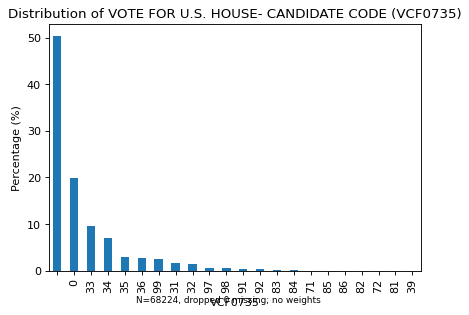 Distribution of VOTE FOR U.S. HOUSE- CANDIDATE CODE (VCF0735)
Percentage (%)
50
40
30
20
10
0
0 33 34 35 36 99 31 32 97 98 91 92 83 84 71 85 86 82 72 81 39
VCF0735
N=68224, dropped 0 missing; no weights